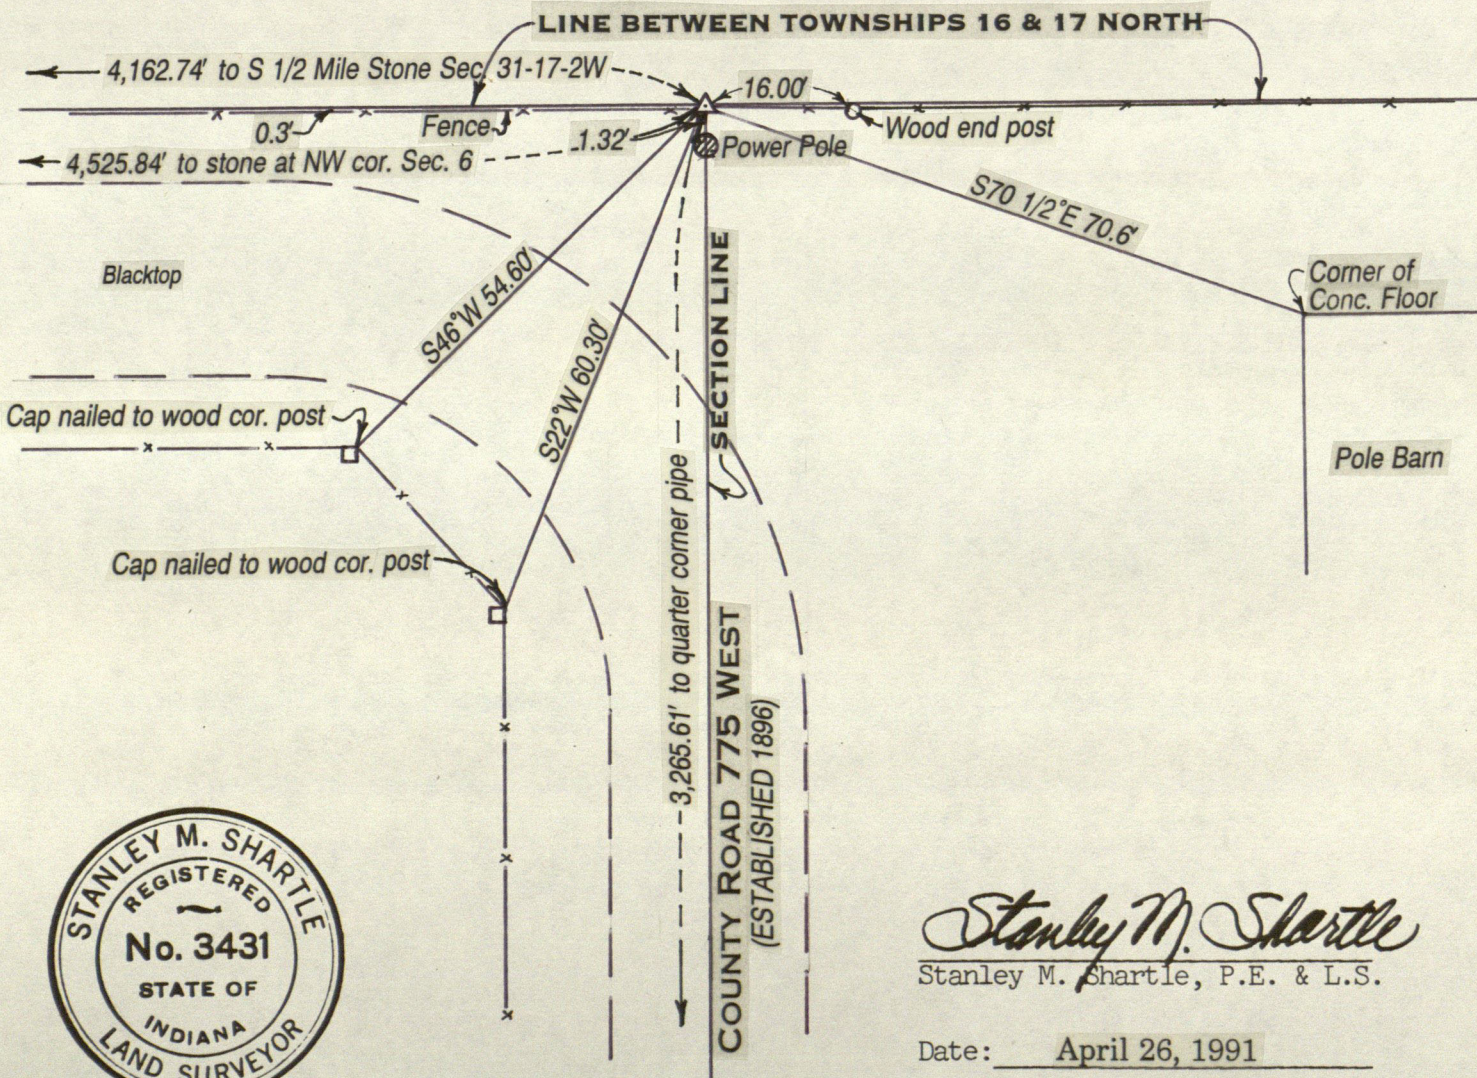 LINE BETWEEN TOWNSHIPS 16 & 17 NORTH
4,162.74' to S 1/2 Mile Stone Sec. 31-17-2W
16.00'
0.3'
Fence
1.32'
Power Pole
Wood end post
4,525.84' to stone at NW cor. Sec. 6
S70 1/2°E 70.6'
Blacktop
S46°W 54.60'
S22°W 60.30'
SECTION LINE
Corner of
Conc. Floor
Cap nailed to wood cor. post
Pole Barn
Cap nailed to wood cor. post
3,265.61' to quarter corner pipe
COUNTY ROAD 775 WEST
(ESTABLISHED 1896)
STANLEY M. SHARTLE
REGISTERED
No. 3431
STATE OF
INDIANA
LAND SURVEYOR
Stanley M. Shartle
Stanley M. Shartle, P.E. & L.S.
Date: April 26, 1991